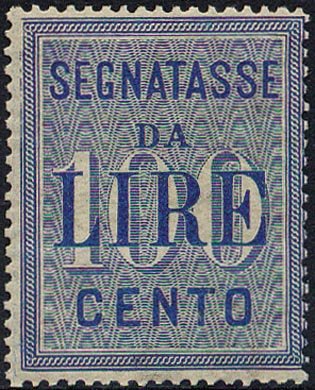 SEGNATASSE
DA
100
LIRE
CENTO